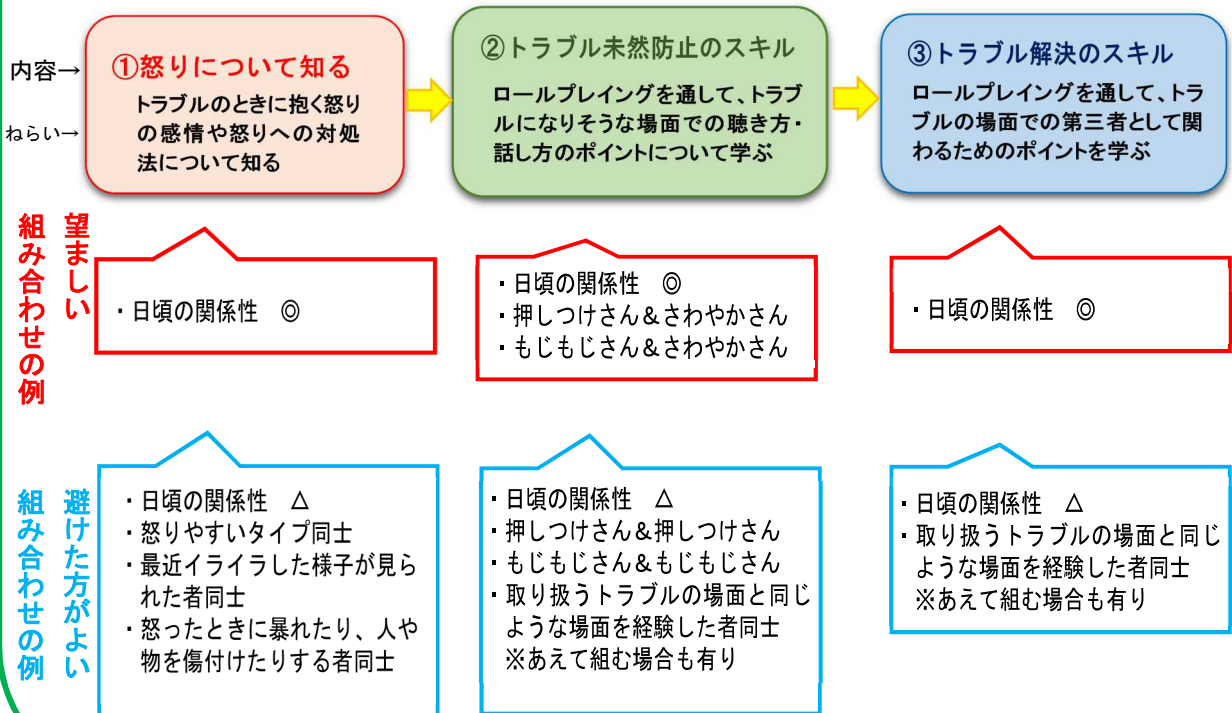 内容→
ねらい→
①怒りについて知る
トラブルのときに抱く怒り
の感情や怒りへの対処
法について知る
②トラブル未然防止のスキル
ロールプレイングを通して、トラブ
ルになりそうな場面での聴き方・
話し方のポイントについて学ぶ
③トラブル解決のスキル
ロールプレイングを通して、トラ
ブルの場面での第三者として関
わるためのポイントを学ぶ
望ましい
組み合わせの例
・日頃の関係性　◎
・日頃の関係性　◎
・押しつけさん＆さわやかさん
・もじもじさん＆さわやかさん
・日頃の関係性　◎
避けた方がよい
組み合わせの例
・日頃の関係性　△
・怒りやすいタイプ同士
・最近イライラした様子が見ら
れた者同士
・怒ったときに暴れたり、人や
物を傷付けたりする者同士
・日頃の関係性　△
・押しつけさん＆押しつけさん
・もじもじさん＆もじもじさん
・取り扱うトラブルの場面と同じ
ような場面を経験した者同士
※あえて組む場合も有り
・日頃の関係性　△
・取り扱うトラブルの場面と同じ
ような場面を経験した者同士
※あえて組む場合も有り